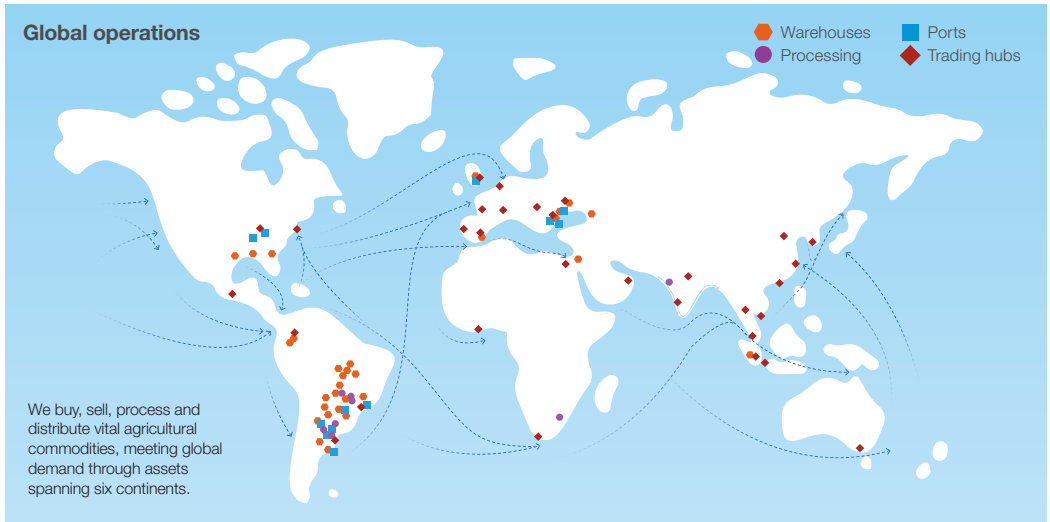 Global operations
Warehouses
Ports
Processing
Trading hubs
We buy, sell, process and
distribute vital agricultural
commodities, meeting global
demand through assets
spanning six continents.